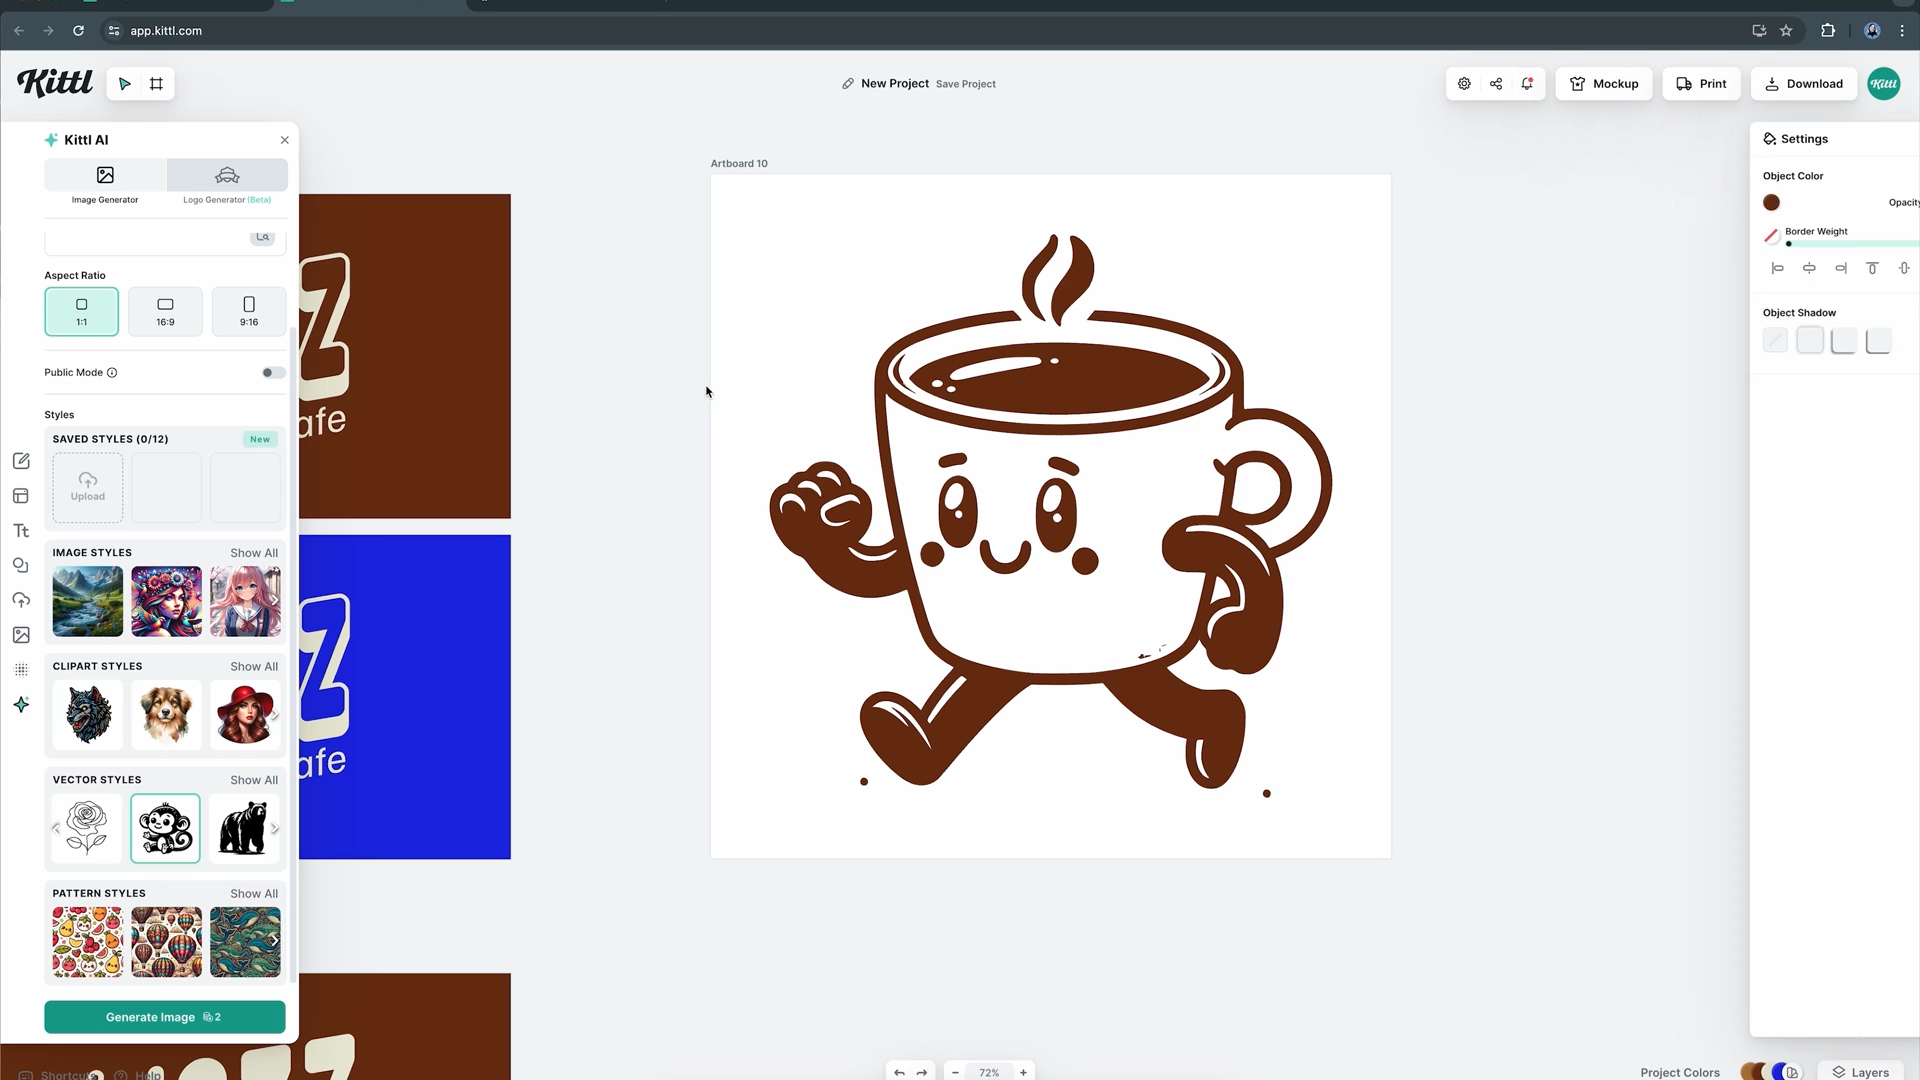 app.kittl.com
Kittl
New Project Save Project
Mockup
Print
Download
Kittl
Kittl AI
Image Generator
Logo Generator (Beta)
Aspect Ratio
1:1
16:9
9:16
Public Mode
Styles
SAVED STYLES (0/12)
New
Upload
IMAGE STYLES
Show All
CLIPART STYLES
Show All
VECTOR STYLES
Show All
PATTERN STYLES
Show All
Generate Image 2
Shortcuts
Help
Z
afe
Z
afe
Artboard 10
Settings
Object Color
Opacity
Border Weight
Object Shadow
72%
Project Colors
Layers